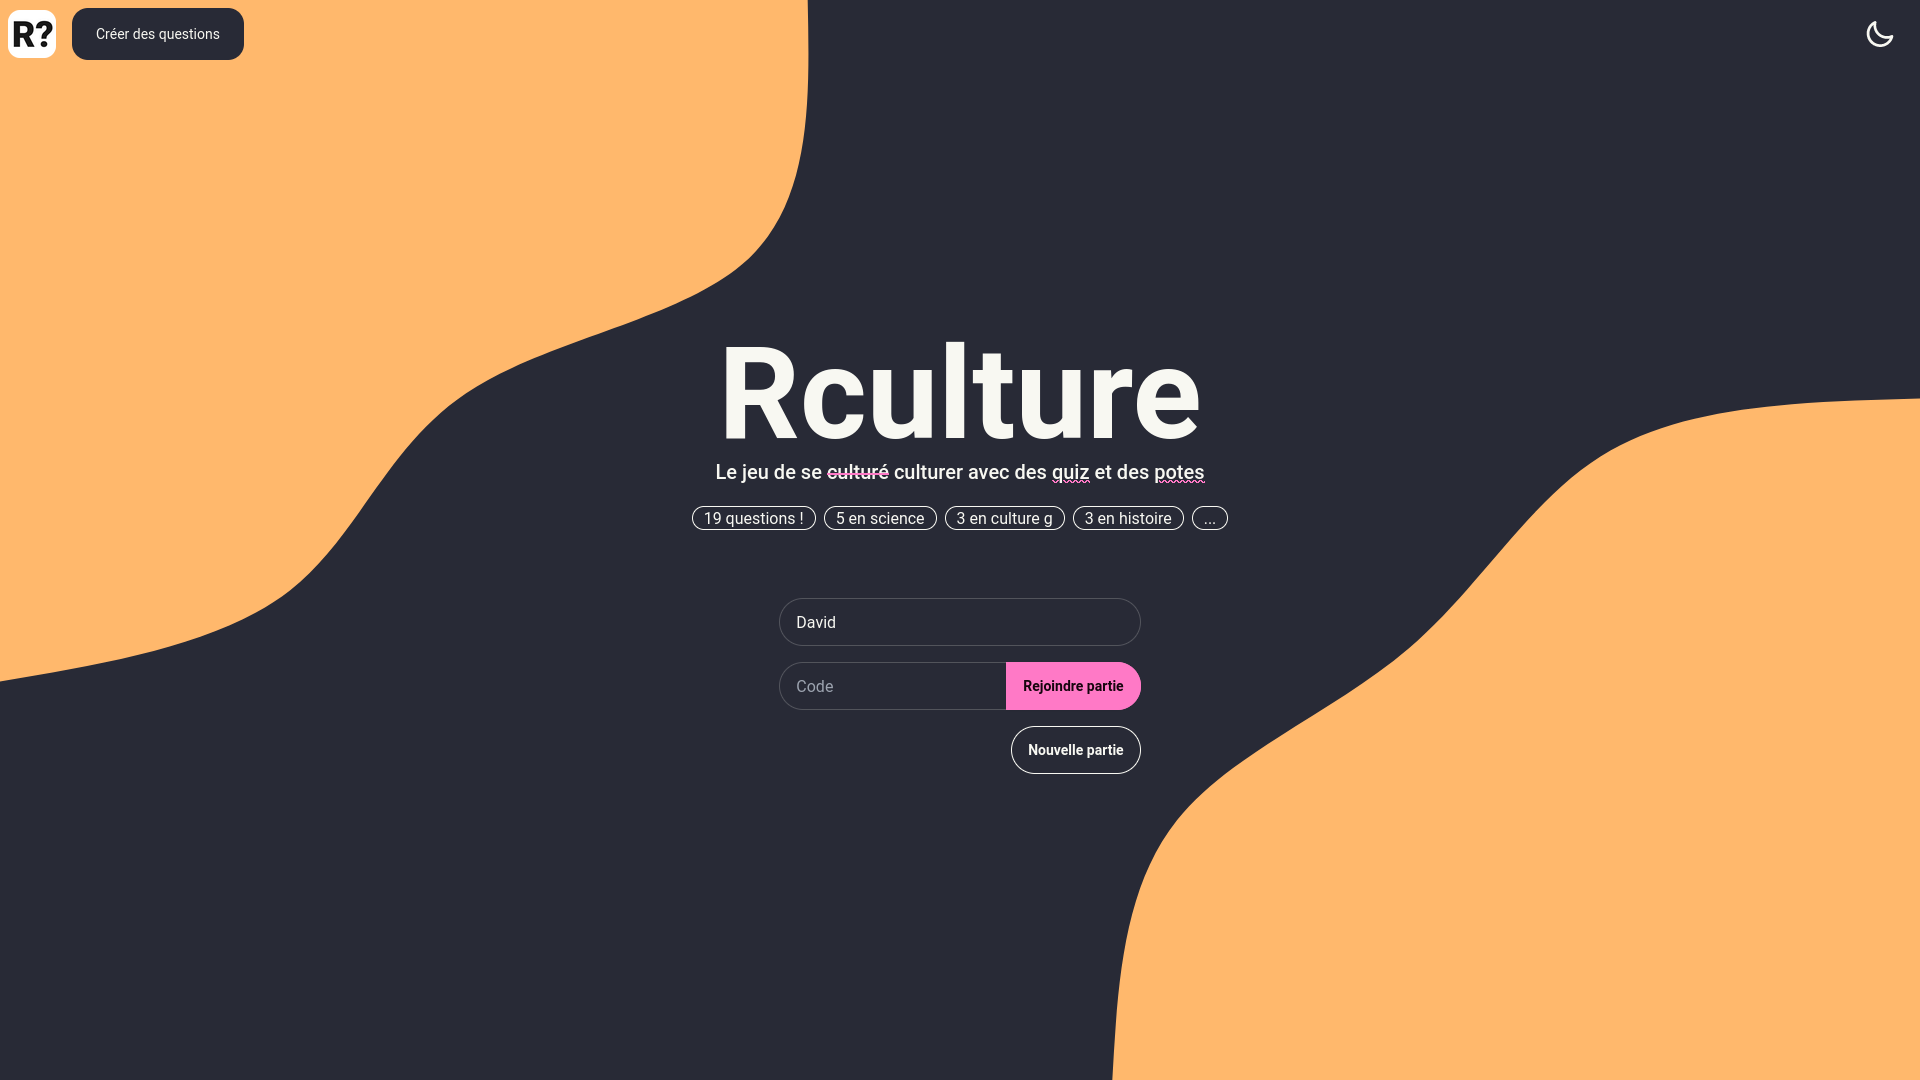 R?
Créer des questions
Rculture
Le jeu de se culturé culturer avec des quiz et des potes
19 questions ! 5 en science 3 en culture g 3 en histoire ...
David
Code Rejoindre partie
Nouvelle partie